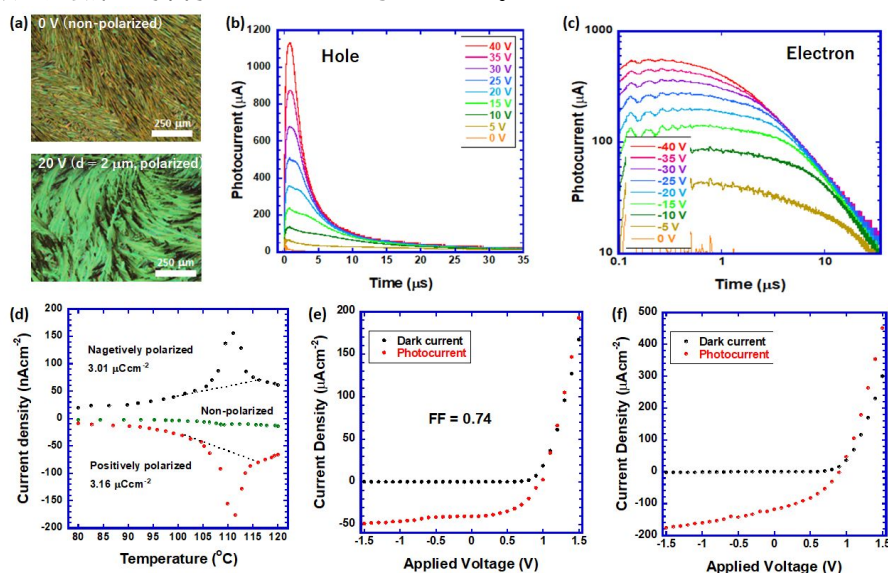 (a)
0 V (non-polarized)
250 μm
20 V (d = 2 μm, polarized)
250 μm
(b)
Photocurrent (μA)
1200
1000
800
600
400
200
0
Hole
40 V
35 V
30 V
25 V
20 V
15 V
10 V
5 V
0 V
0 5 10 15 20 25 30 35
Time (μs)
(c)
Photocurrent (μA)
1000
100
10
Electron
-40 V
-35 V
-30 V
-25 V
-20 V
-15 V
-10 V
-5 V
0 V
0.1 1 10
Time (μs)
(d)
Current density (nAcm-2)
200
150
100
50
0
-50
-100
-150
-200
Nagetively polarized
3.01 μCcm-2
Non-polarized
Positively polarized
3.16 μCcm-2
80 85 90 95 100 105 110 115 120
Temperature (oC)
(e)
Current Density (μAcm-2)
200
150
100
50
0
-50
Dark current
Photocurrent
FF = 0.74
-1.5 -1 -0.5 0 0.5 1 1.5
Applied Voltage (V)
(f)
Current Density (μAcm-2)
500
400
300
200
100
0
-100
-200
Dark current
Photocurrent
-1.5 -1 -0.5 0 0.5 1 1.5
Applied Voltage (V)